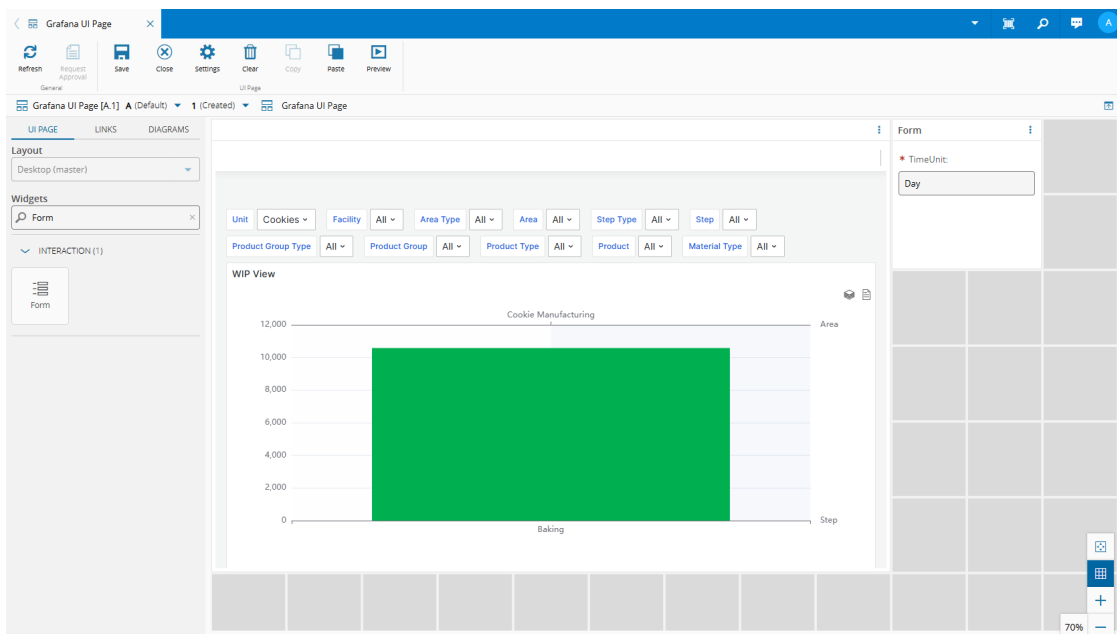 Grafana UI Page
A
Refresh Request Approval Save Close Settings Clear Copy Paste Preview
General UI Page
Grafana UI Page [A.1] A (Default) 1 (Created) Grafana UI Page
UI PAGE LINKS DIAGRAMS
Layout
Desktop (master)
Widgets
Form
INTERACTION (1)
Form
Form
* TimeUnit:
Day
Unit Cookies Facility All Area Type All Area All Step Type All Step All
Product Group Type All Product Group All Product Type All Product All Material Type All
WIP View
Cookie Manufacturing
12,000 Area
10,000
8,000
6,000
4,000
2,000
0 Step
Baking
70%